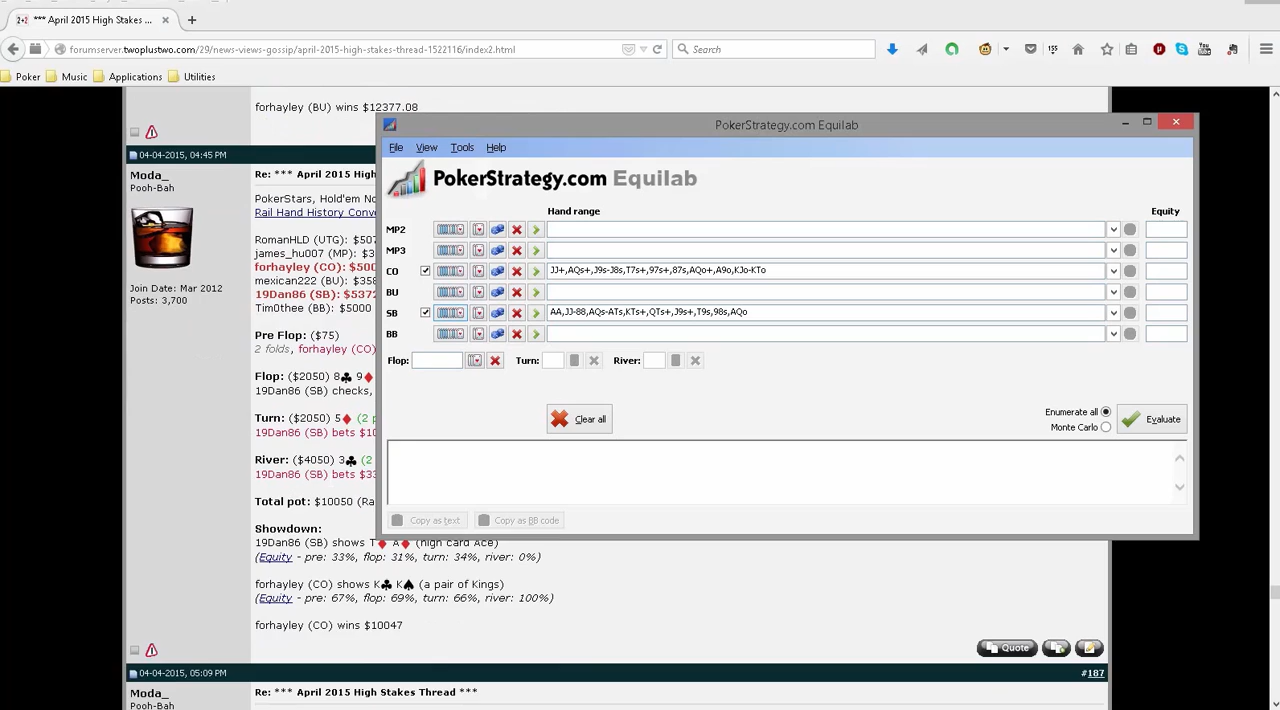 2+2 *** April 2015 High Stakes ...
forumserver.twoplustwo.com/29/news-views-gossip/april-2015-high-stakes-thread-1522116/index2.html
Search
155
You
Poker Music Applications Utilities
forhayley (BU) wins $12377.08
04-04-2015, 04:45 PM
Moda_
Pooh-Bah
Join Date: Mar 2012
Posts: 3,700
Re: *** April 2015 High
PokerStars, Hold'em No
Rail Hand History Conve
RomanHLD (UTG): $507
james_hu007 (MP): $3
forhayley (CO): $500
mexican222 (BU): $358
19Dan86 (SB): $5372
Tim0thee (BB): $5000
Pre Flop: ($75)
2 folds, forhayley (CO)
Flop: ($2050) 8♣ 9♦
19Dan86 (SB) checks,
Turn: ($2050) 5♦ (2 p
19Dan86 (SB) bets $10
River: ($4050) 3♣ (2
19Dan86 (SB) bets $33
Total pot: $10050 (Ra
Showdown:
19Dan86 (SB) shows T♦ A♦ (high card Ace)
(Equity - pre: 33%, flop: 31%, turn: 34%, river: 0%)
forhayley (CO) shows K♣ K♠ (a pair of Kings)
(Equity - pre: 67%, flop: 69%, turn: 66%, river: 100%)
forhayley (CO) wins $10047
Quote
04-04-2015, 05:09 PM
#187
Moda_
Pooh-Bah
Re: *** April 2015 High Stakes Thread ***
PokerStrategy.com Equilab
File View Tools Help
PokerStrategy.com Equilab
Hand range Equity
MP2
MP3
CO JJ+,AQs+,J9s-J8s,T7s+,97s+,87s,AQo+,A9o,KJo-KTo
BU
SB AA,JJ-88,AQs-ATs,KTs+,QTs+,J9s+,T9s,98s,AQo
BB
Flop: Turn: River:
Clear all
Enumerate all
Monte Carlo
Evaluate
Copy as text Copy as BB code